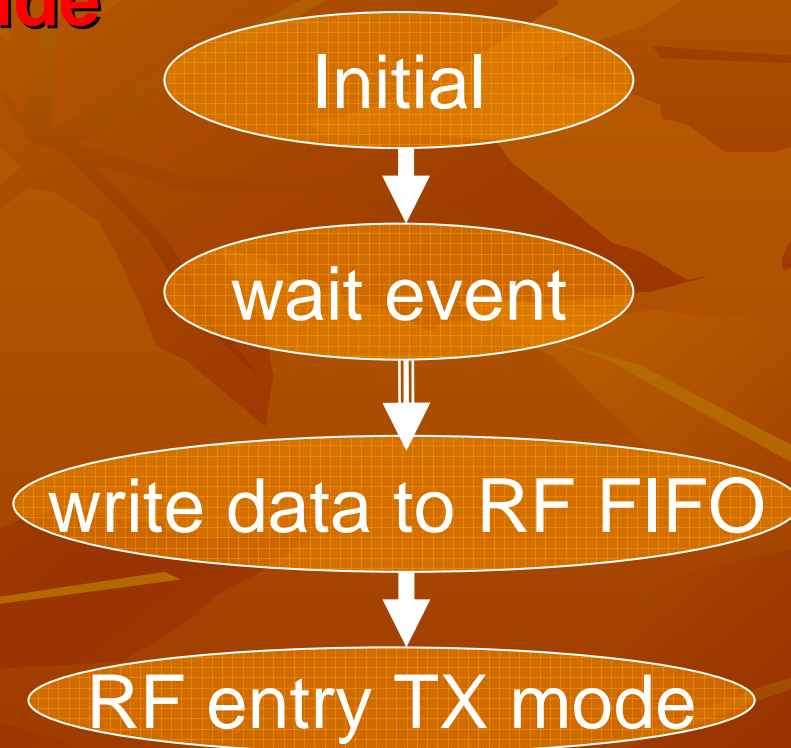 Initial
wait event
write data to RF FIFO
RF entry TX mode